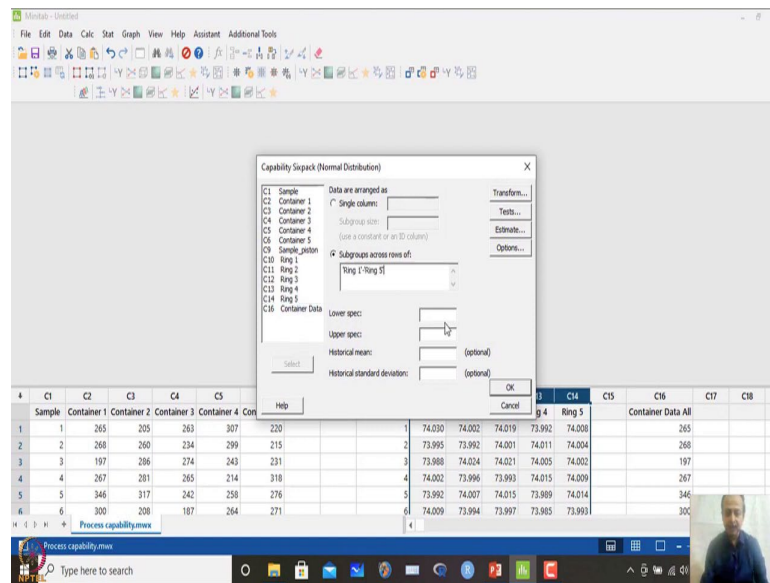 Minitab - Untitled
File Edit Data Calc Stat Graph View Help Assistant Additional Tools
Capability Sixpack (Normal Distribution)
C1 Sample
C2 Container 1
C3 Container 2
C4 Container 3
C5 Container 4
C6 Container 5
C9 Sample_piston
C10 Ring 1
C11 Ring 2
C12 Ring 3
C13 Ring 4
C14 Ring 5
C16 Container Data
Data are arranged as
Single column:
Subgroup size:
(use a constant or an ID column)
Subgroups across rows of:
'Ring 1'-'Ring 5'
Lower spec:
Upper spec:
Historical mean: (optional)
Historical standard deviation: (optional)
Transform...
Tests...
Estimate...
Options...
Select
Help
OK
Cancel
C1 C2 C3 C4 C5 C14 C15 C16 C17 C18
Sample Container 1 Container 2 Container 3 Container 4 Con g 4 Ring 5 Container Data All
1 1 265 205 263 307 220 1 74.030 74.002 74.019 73.992 74.008 265
2 2 268 260 234 299 215 2 73.995 73.992 74.001 74.011 74.004 268
3 3 197 286 274 243 231 3 73.988 74.024 74.021 74.005 74.002 197
4 4 267 281 265 214 318 4 74.002 73.996 73.993 74.015 74.009 267
5 5 346 317 242 258 276 5 73.992 74.007 74.015 73.989 74.014 346
6 6 300 208 187 264 271 6 74.009 73.994 73.997 73.985 73.993 300
Process capability.mwx
Process capability.mwx
Type here to search
NPTEL